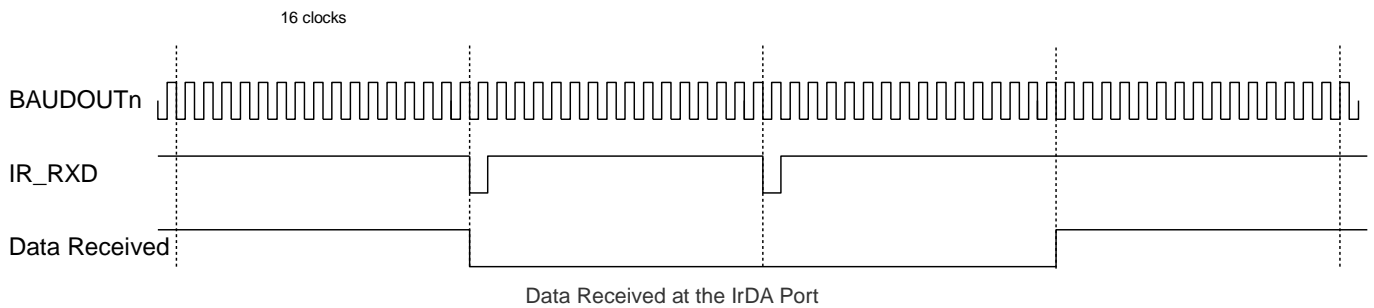 16 clocks
BAUDOUTn
IR_RXD
Data Received
Data Received at the IrDA Port